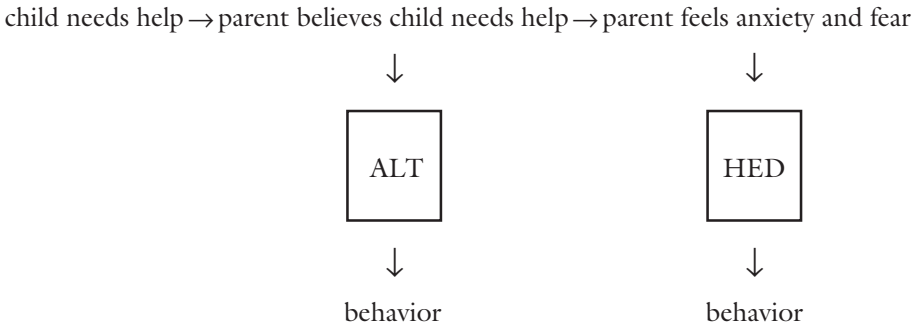 child needs help → parent believes child needs help → parent feels anxiety and fear
↓ ↓
ALT HED
↓ ↓
behavior behavior